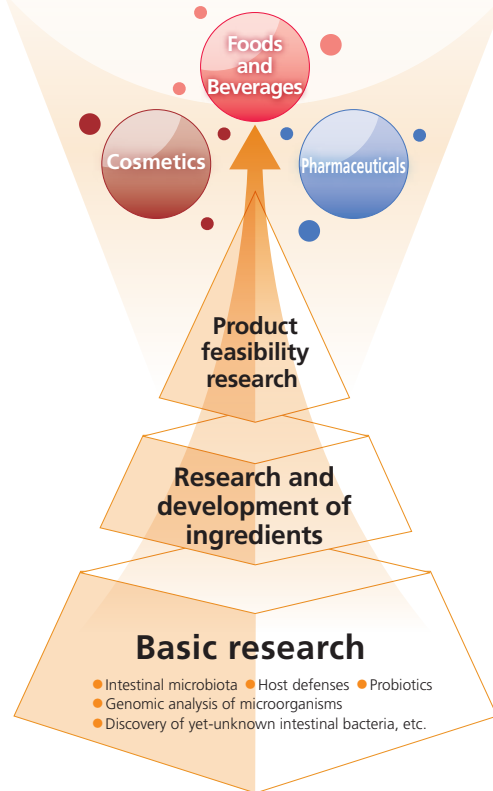 Foods
and
Beverages
Cosmetics
Pharmaceuticals
Product
feasibility
research
Research and
development of
ingredients
Basic research
● Intestinal microbiota ● Host defenses ● Probiotics
● Genomic analysis of microorganisms
● Discovery of yet-unknown intestinal bacteria, etc.